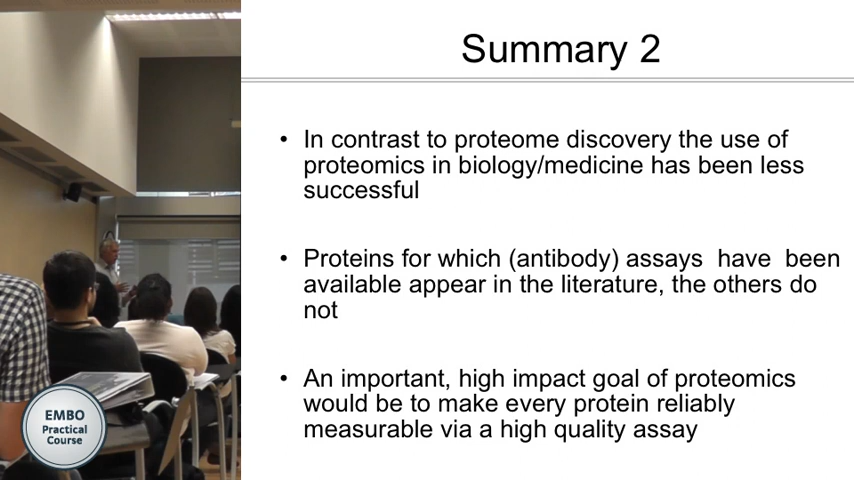 Summary 2
• In contrast to proteome discovery the use of
proteomics in biology/medicine has been less
successful
• Proteins for which (antibody) assays  have  been
available appear in the literature, the others do
not
• An important, high impact goal of proteomics
would be to make every protein reliably
measurable via a high quality assay
EMBO
Practical
Course